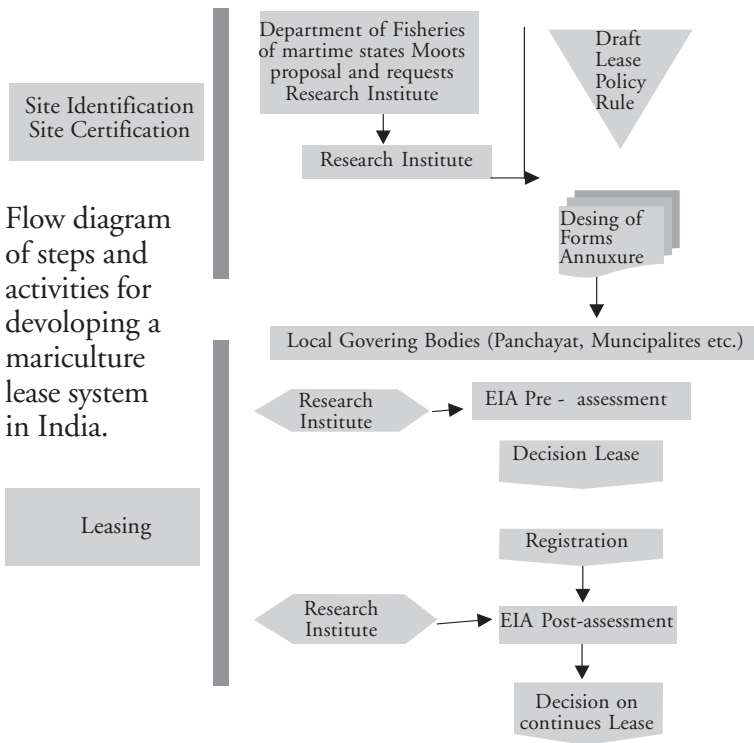 Site Identification
Site Certification
Flow diagram
of steps and
activities for
devoloping a
mariculture
lease system
in India.
Leasing
Department of Fisheries
of martime states Moots
proposal and requests
Research Institute
Research Institute
Draft
Lease
Policy
Rule
Desing of
Forms
Annuxure
Local Govering Bodies (Panchayat, Muncipalites etc.)
Research
Institute
EIA Pre - assessment
Decision Lease
Registration
Research
Institute
EIA Post-assessment
Decision on
continues Lease